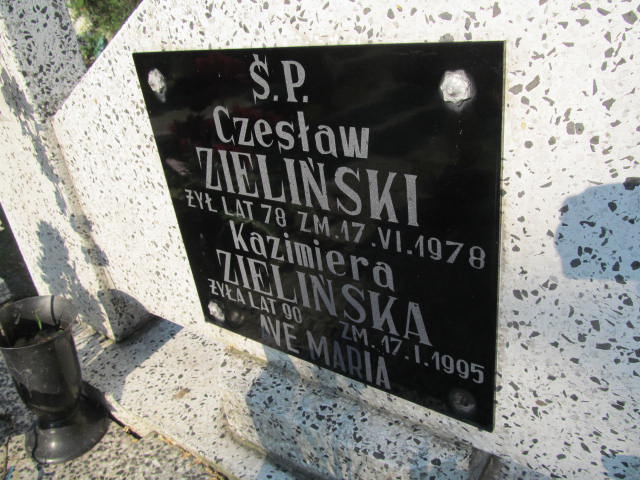 Ś.P.
Czesław
ZIELIŃSKI
ŻYŁ LAT 78 ZM. 17.VI.1978
Kazimiera
ZIELIŃSKA
ŻYŁA LAT 90 ZM. 17.I.1995
AVE MARIA